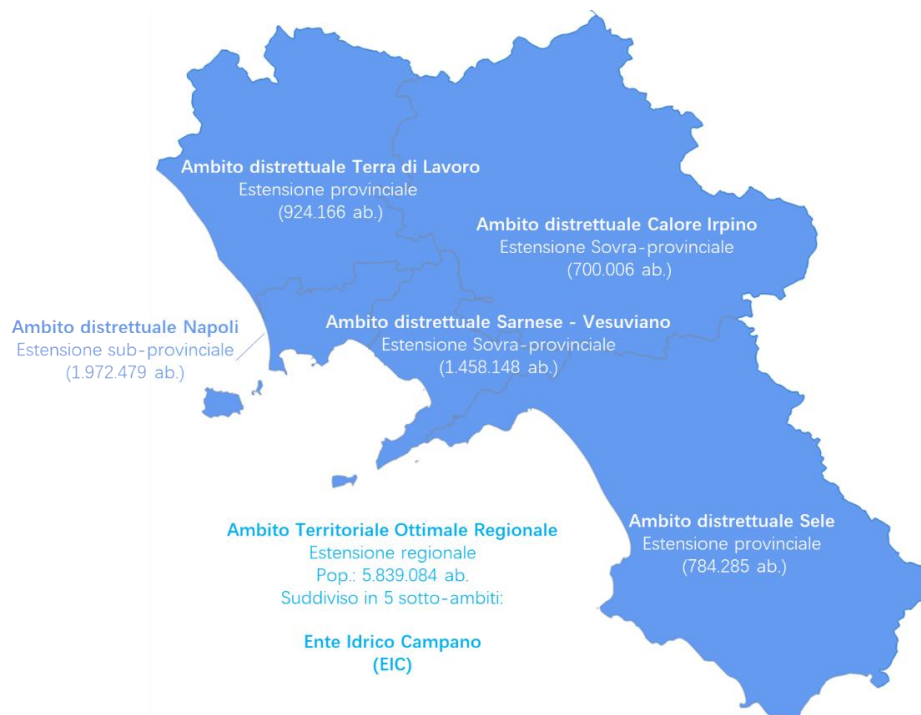 Ambito distrettuale Terra di Lavoro
Estensione provinciale
(924.166 ab.)
Ambito distrettuale Calore Irpino
Estensione Sovra-provinciale
(700.006 ab.)
Ambito distrettuale Napoli
Estensione sub-provinciale
(1.972.479 ab.)
Ambito distrettuale Sarnese - Vesuviano
Estensione Sovra-provinciale
(1.458.148 ab.)
Ambito distrettuale Sele
Estensione provinciale
(784.285 ab.)
Ambito Territoriale Ottimale Regionale
Estensione regionale
Pop.: 5.839.084 ab.
Suddiviso in 5 sotto-ambiti:
Ente Idrico Campano
(EIC)